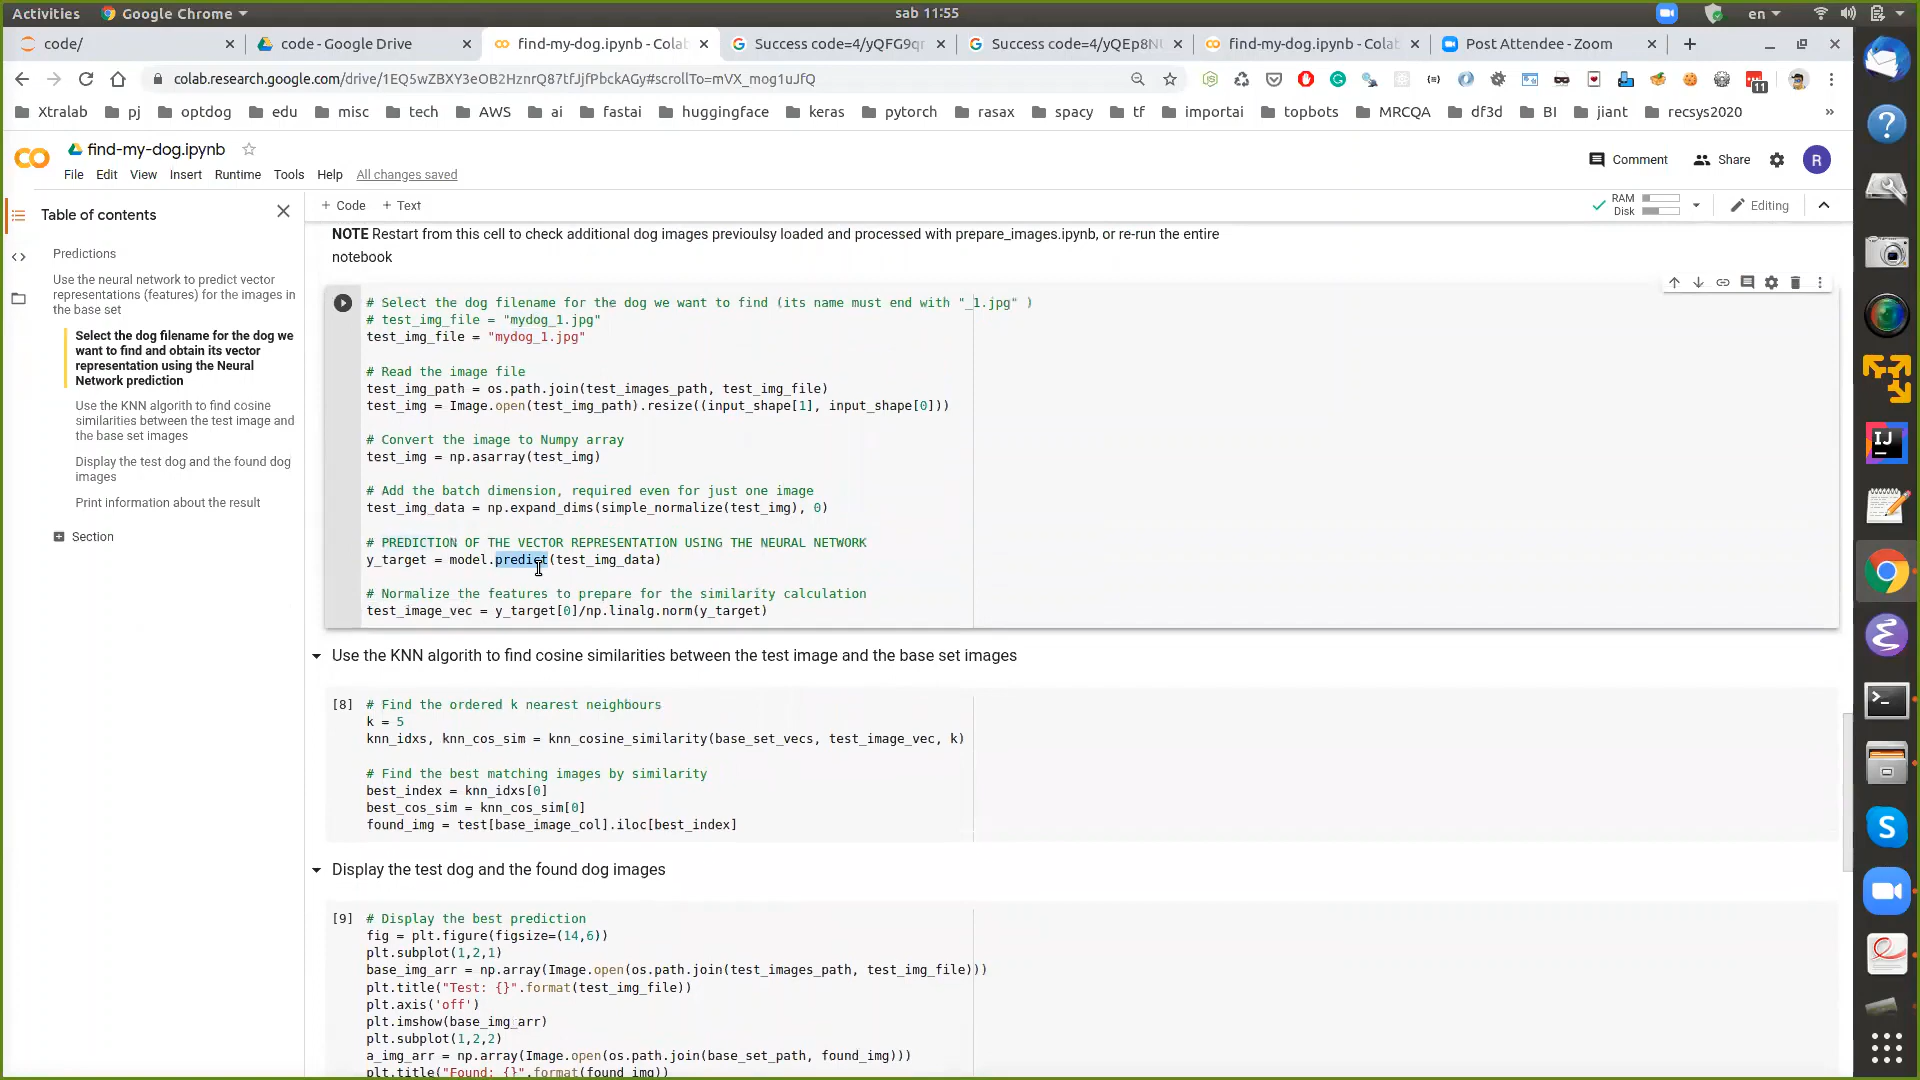 Activities Google Chrome sab 11:55 en
code/ code - Google Drive find-my-dog.ipynb - Colab Success code=4/yQFG9qr Success code=4/yQEp8NU find-my-dog.ipynb - Colab Post Attendee - Zoom
colab.research.google.com/drive/1EQ5wZBXY3eOB2HznrQ87tfJjfPbckAGy#scrollTo=mVX_mog1uJfQ 11
Xtralab pj optdog edu misc tech AWS ai fastai huggingface keras pytorch rasax spacy tf importai topbots MRCQA df3d BI jiant recsys2020 »
find-my-dog.ipynb
Comment Share R
File Edit View Insert Runtime Tools Help All changes saved
Table of contents
+ Code + Text
RAM
Disk
Editing
Predictions
Use the neural network to predict vector
representations (features) for the images in
the base set
Select the dog filename for the dog we
want to find and obtain its vector
representation using the Neural
Network prediction
Use the KNN algorith to find cosine
similarities between the test image and
the base set images
Display the test dog and the found dog
images
Print information about the result
Section
NOTE Restart from this cell to check additional dog images previoulsy loaded and processed with prepare_images.ipynb, or re-run the entire
notebook
# Select the dog filename for the dog we want to find (its name must end with "_1.jpg" )
# test_img_file = "mydog_1.jpg"
test_img_file = "mydog_1.jpg"
# Read the image file
test_img_path = os.path.join(test_images_path, test_img_file)
test_img = Image.open(test_img_path).resize((input_shape[1], input_shape[0]))
# Convert the image to Numpy array
test_img = np.asarray(test_img)
# Add the batch dimension, required even for just one image
test_img_data = np.expand_dims(simple_normalize(test_img), 0)
# PREDICTION OF THE VECTOR REPRESENTATION USING THE NEURAL NETWORK
y_target = model.predict(test_img_data)
# Normalize the features to prepare for the similarity calculation
test_image_vec = y_target[0]/np.linalg.norm(y_target)
Use the KNN algorith to find cosine similarities between the test image and the base set images
[8] # Find the ordered k nearest neighbours
k = 5
knn_idxs, knn_cos_sim = knn_cosine_similarity(base_set_vecs, test_image_vec, k)
# Find the best matching images by similarity
best_index = knn_idxs[0]
best_cos_sim = knn_cos_sim[0]
found_img = test[base_image_col].iloc[best_index]
Display the test dog and the found dog images
[9] # Display the best prediction
fig = plt.figure(figsize=(14,6))
plt.subplot(1,2,1)
base_img_arr = np.array(Image.open(os.path.join(test_images_path, test_img_file)))
plt.title("Test: {}".format(test_img_file))
plt.axis('off')
plt.imshow(base_img_arr)
plt.subplot(1,2,2)
a_img_arr = np.array(Image.open(os.path.join(base_set_path, found_img)))
plt.title("Found: {}".format(found_img))